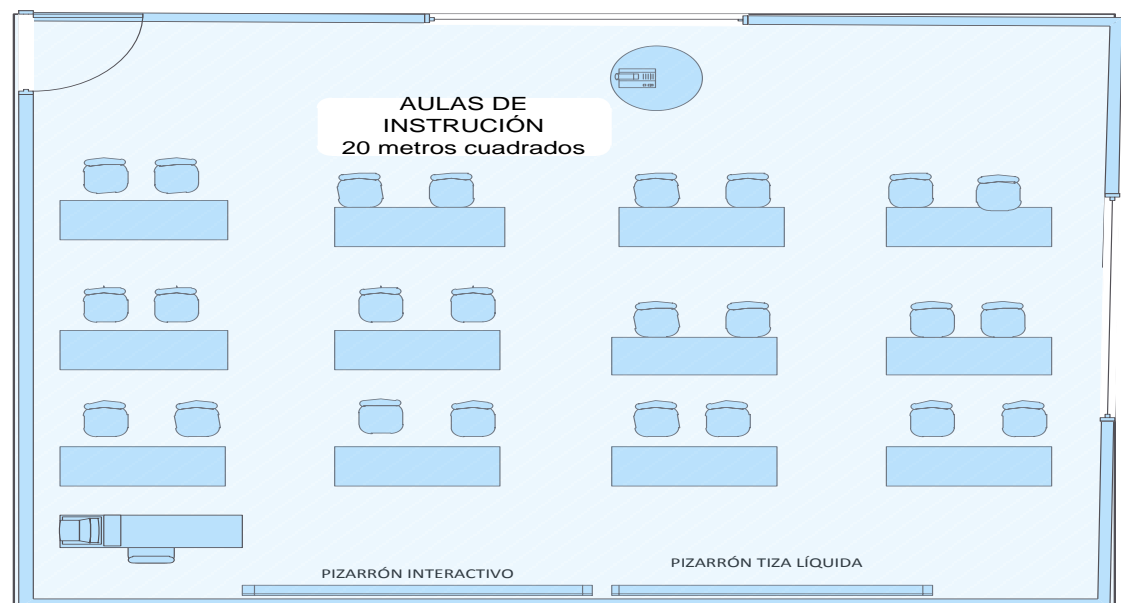 AULAS DE
INSTRUCIÓN
20 metros cuadrados
PIZARRÓN INTERACTIVO
PIZARRÓN TIZA LÍQUIDA